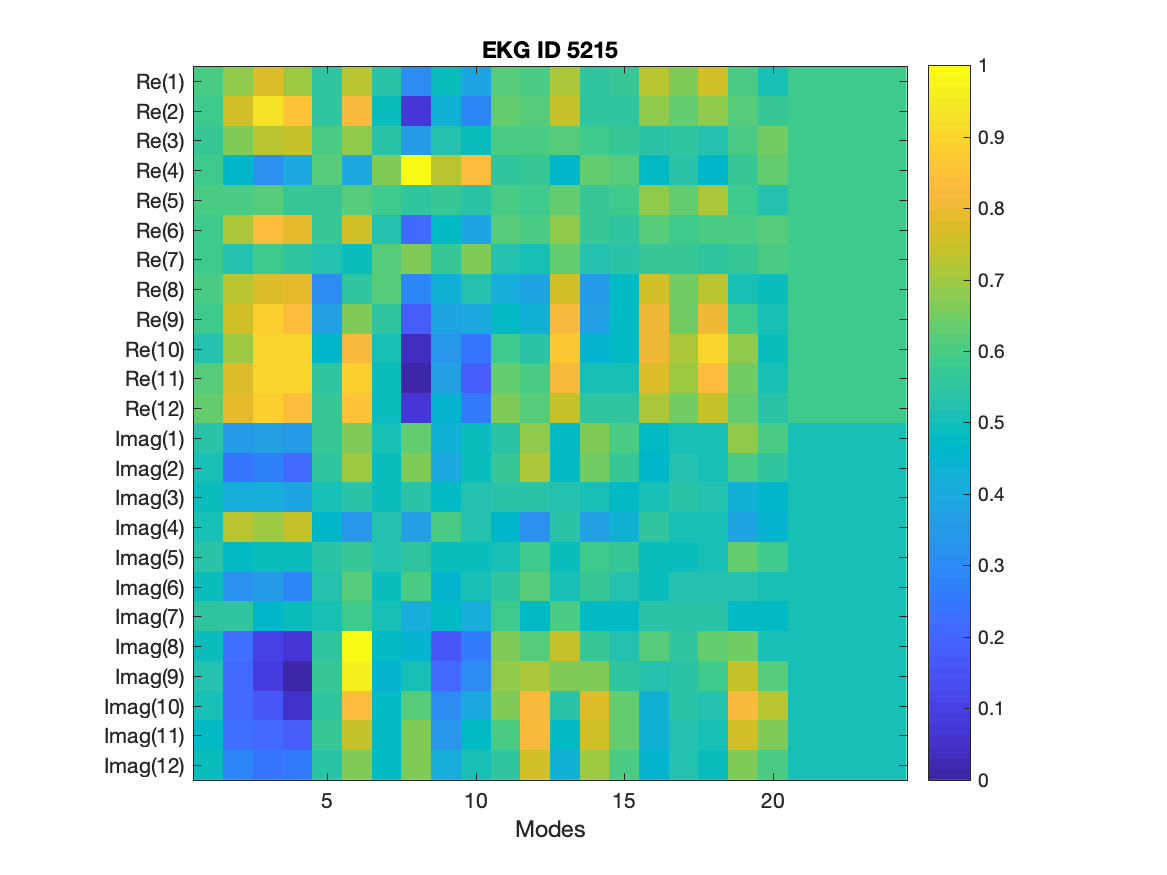 EKG ID 5215
Re(1)
Re(2)
Re(3)
Re(4)
Re(5)
Re(6)
Re(7)
Re(8)
Re(9)
Re(10)
Re(11)
Re(12)
Imag(1)
Imag(2)
Imag(3)
Imag(4)
Imag(5)
Imag(6)
Imag(7)
Imag(8)
Imag(9)
Imag(10)
Imag(11)
Imag(12)
5 10 15 20
Modes
1
0.9
0.8
0.7
0.6
0.5
0.4
0.3
0.2
0.1
0